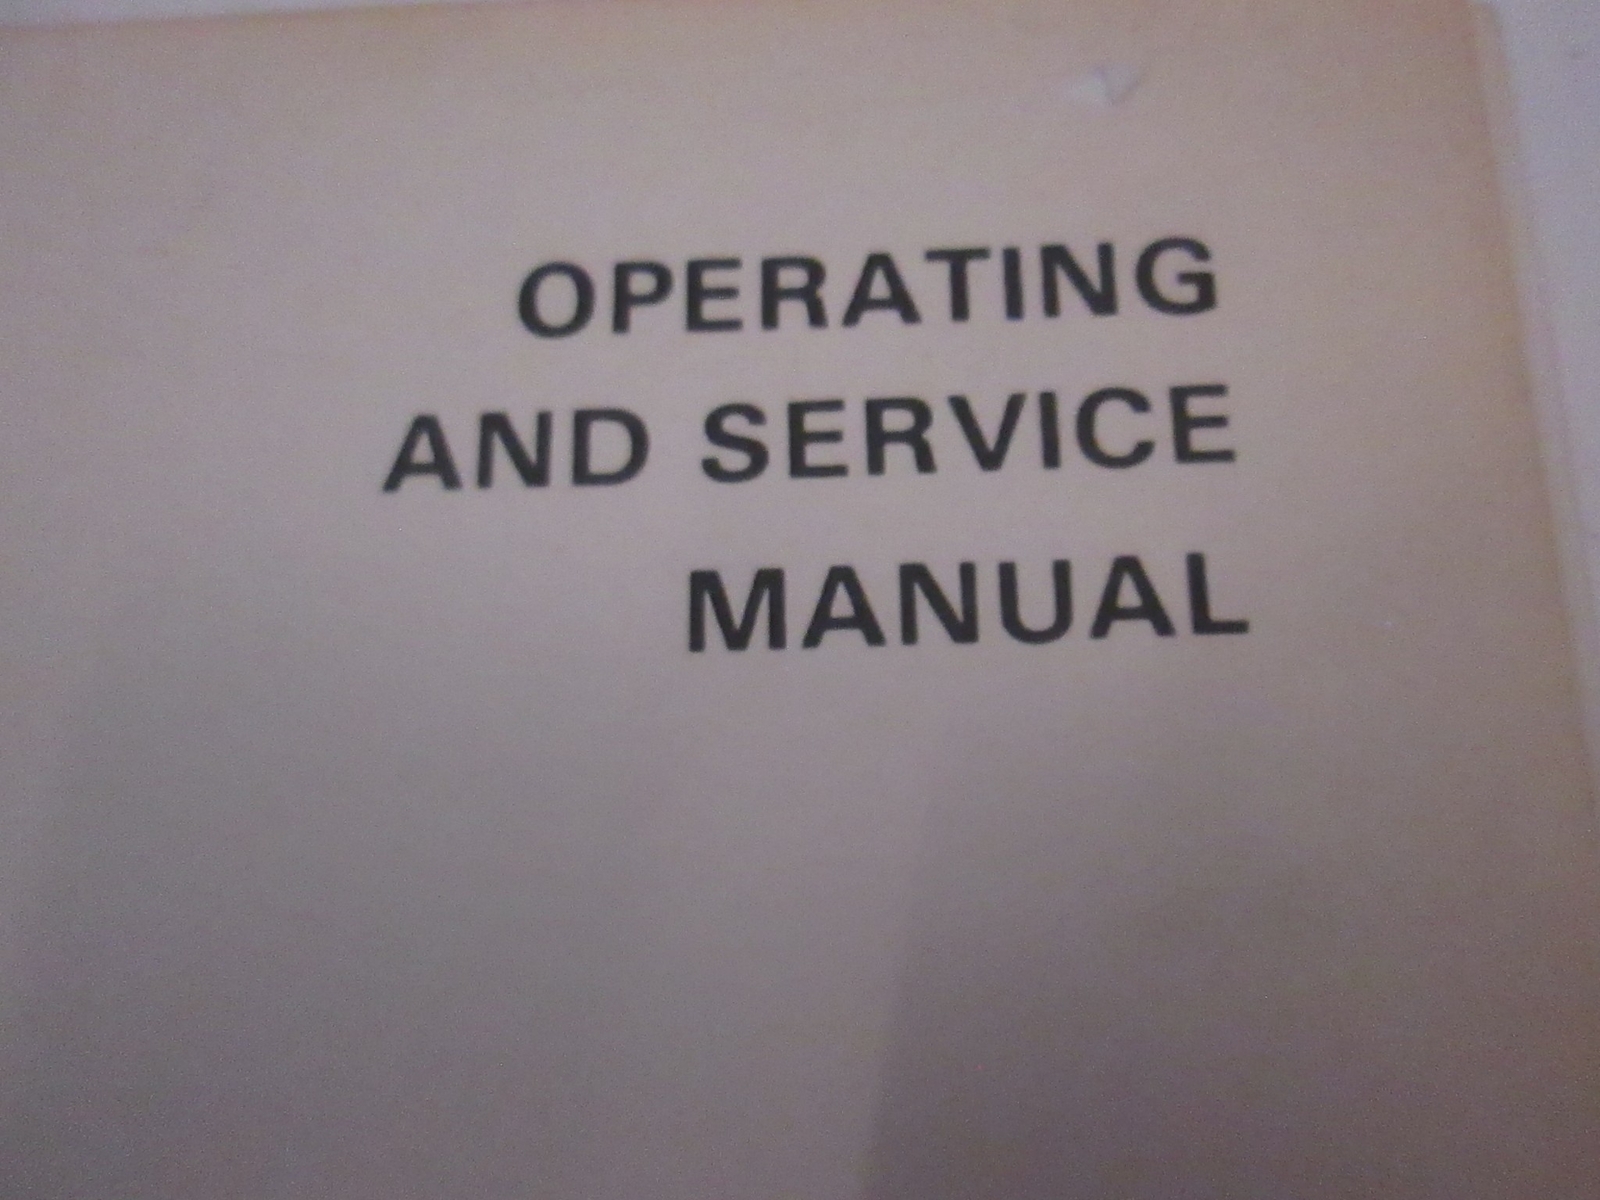 OPERATING
AND SERVICE
MANUAL